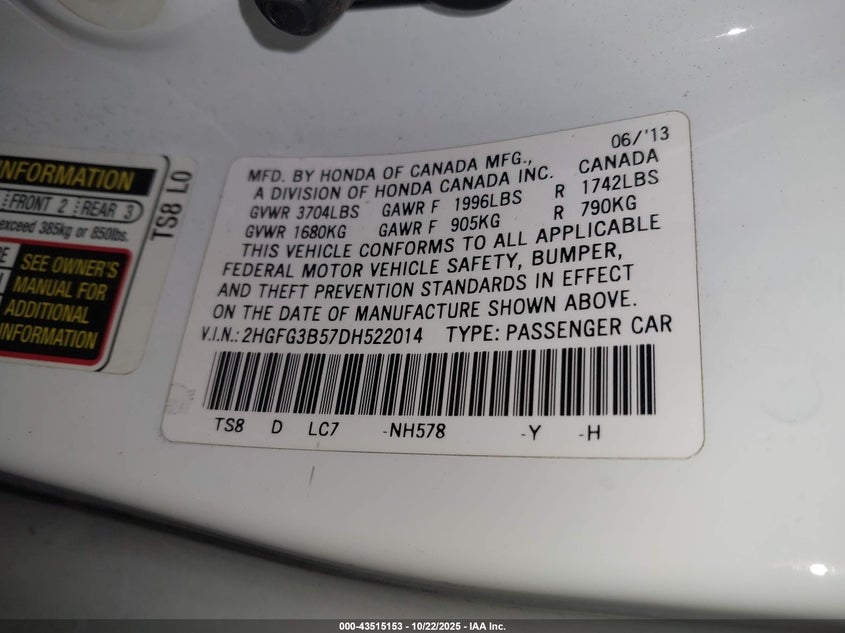 INFORMATION
FRONT 2 REAR 3
exceed 385kg or 850lbs.
SEE OWNER'S
MANUAL FOR
ADDITIONAL
INFORMATION
TS8 L0
06/'13
MFD. BY HONDA OF CANADA MFG., CANADA
A DIVISION OF HONDA CANADA INC.
GVWR 3704LBS GAWR F 1996LBS R 1742LBS
GVWR 1680KG GAWR F 905KG R 790KG
THIS VEHICLE CONFORMS TO ALL APPLICABLE
FEDERAL MOTOR VEHICLE SAFETY, BUMPER,
AND THEFT PREVENTION STANDARDS IN EFFECT
ON THE DATE OF MANUFACTURE SHOWN ABOVE.
V.I.N.: 2HGFG3B57DH522014 TYPE: PASSENGER CAR
TS8 D LC7 -NH578 -Y -H
000-43515153 - 10/22/2025 - IAA Inc.